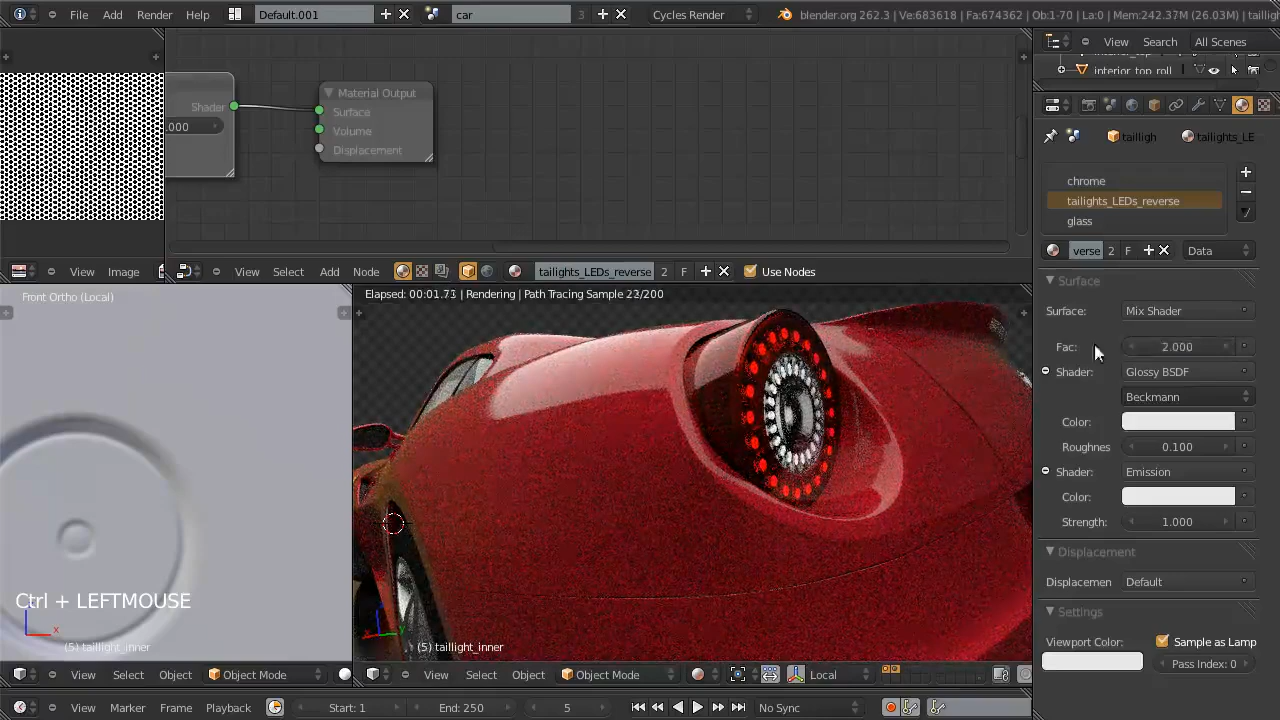 File Add Render Help Default.001 car 3 Cycles Render blender.org 262.3 | Ve:683618 | Fa:674362 | Ob:1-70 | La:0 | Mem:242.37M (26.03M) | tailli
View Search All Scenes
interior_top_roll
Material Output
Shader Surface
000 Volume
Displacement
tailligh tailights_LE
chrome
tailights_LEDs_reverse
glass
verse 2 F Data
View Image View Select Add Node tailights_LEDs_reverse 2 F Use Nodes
Surface
Front Ortho (Local)
Elapsed: 00:01.71 | Rendering | Path Tracing Sample 23/200
Surface: Mix Shader
Fac: 2.000
Shader: Glossy BSDF
Beckmann
Color:
Roughnes 0.100
Shader: Emission
Color:
Strength: 1.000
Displacement
Displacemen Default
Ctrl + LEFTMOUSE
Settings
x
(5) taillight_inner
x y
(5) taillight_inner
Viewport Color: Sample as Lamp
Pass Index: 0
View Select Object Object Mode View Select Object Object Mode Local
View Marker Frame Playback Start: 1 End: 250 5 No Sync